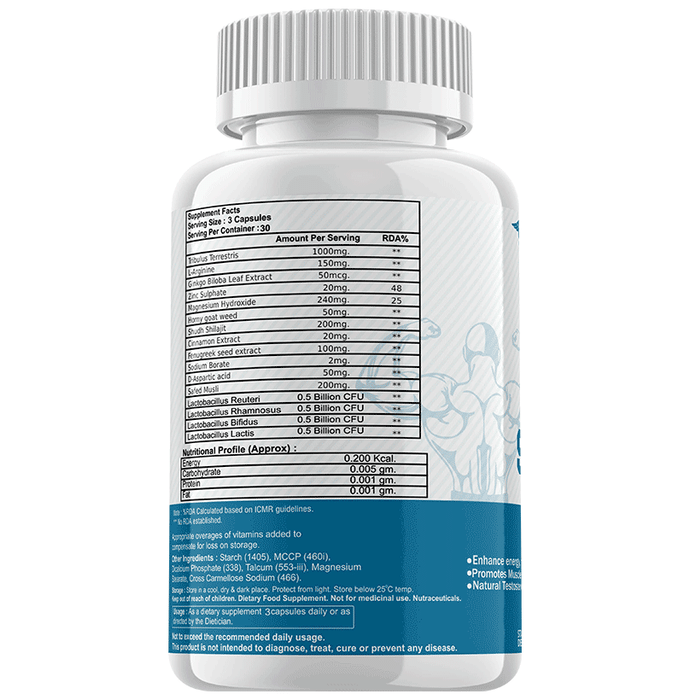 Supplement Facts
Serving Size : 3 Capsules
Serving Per Container : 30
Amount Per Serving RDA%
Tribulus Terrestris 1000mg. **
L-Arginine 150mg. **
Ginkgo Biloba Leaf Extract 50mcg. **
Zinc Sulphate 20mg. 48
Magnesium Hydroxide 240mg. 25
Horny goat weed 50mg. **
Shudh Shilajit 200mg. **
Cinnamon Extract 20mg. **
Fenugreek seed extract 100mg. **
Sodium Borate 2mg. **
D-Aspartic acid 50mg. **
Safed Musli 200mg. **
Lactobacillus Reuteri 0.5 Billion CFU **
Lactobacillus Rhamnosus 0.5 Billion CFU **
Lactobacillus Bifidus 0.5 Billion CFU **
Lactobacillus Lactis 0.5 Billion CFU **
Nutritional Profile (Approx) :
Energy 0.200 Kcal.
Carbohydrate 0.005 gm.
Protein 0.001 gm.
Fat 0.001 gm.
Note : %RDA Calculated based on ICMR guidelines.
** No RDA established.
Appropriate overages of vitamins added to
compensate for loss on storage.
Other Ingredients : Starch (1405), MCCP (460i),
Dicalcium Phosphate (338), Talcum (553-iii), Magnesium
Stearate, Cross Carmellose Sodium (466).
Storage : Store in a cool, dry & dark place. Protect from light. Store below 25°C temp.
Keep out of reach of children. Dietary Food Supplement. Not for medicinal use. Nutraceuticals.
Usage : As a dietary supplement 3capsules daily or as
directed by the Dietician.
Not to exceed the recommended daily usage.
This product is not intended to diagnose, treat, cure or prevent any disease.
•Enhance energy,
•Promotes Muscle
•Natural Testoste